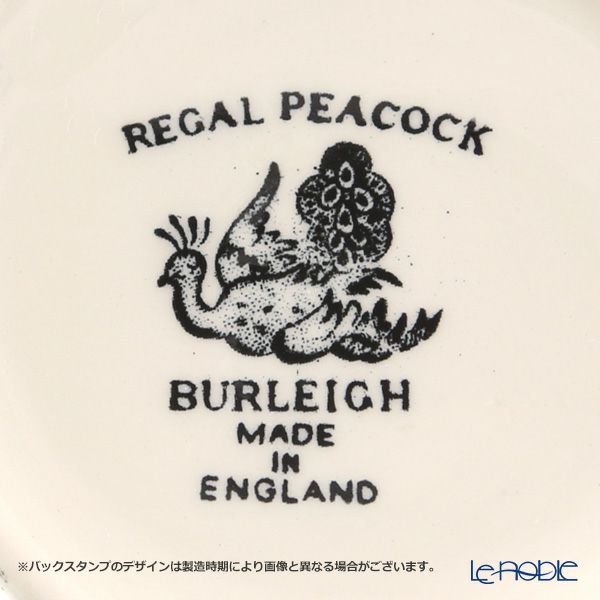 REGAL PEACOCK
BURLEIGH
MADE
IN
ENGLAND
※バックスタンプのデザインは製造時期により画像と異なる場合がございます。
Le-noble